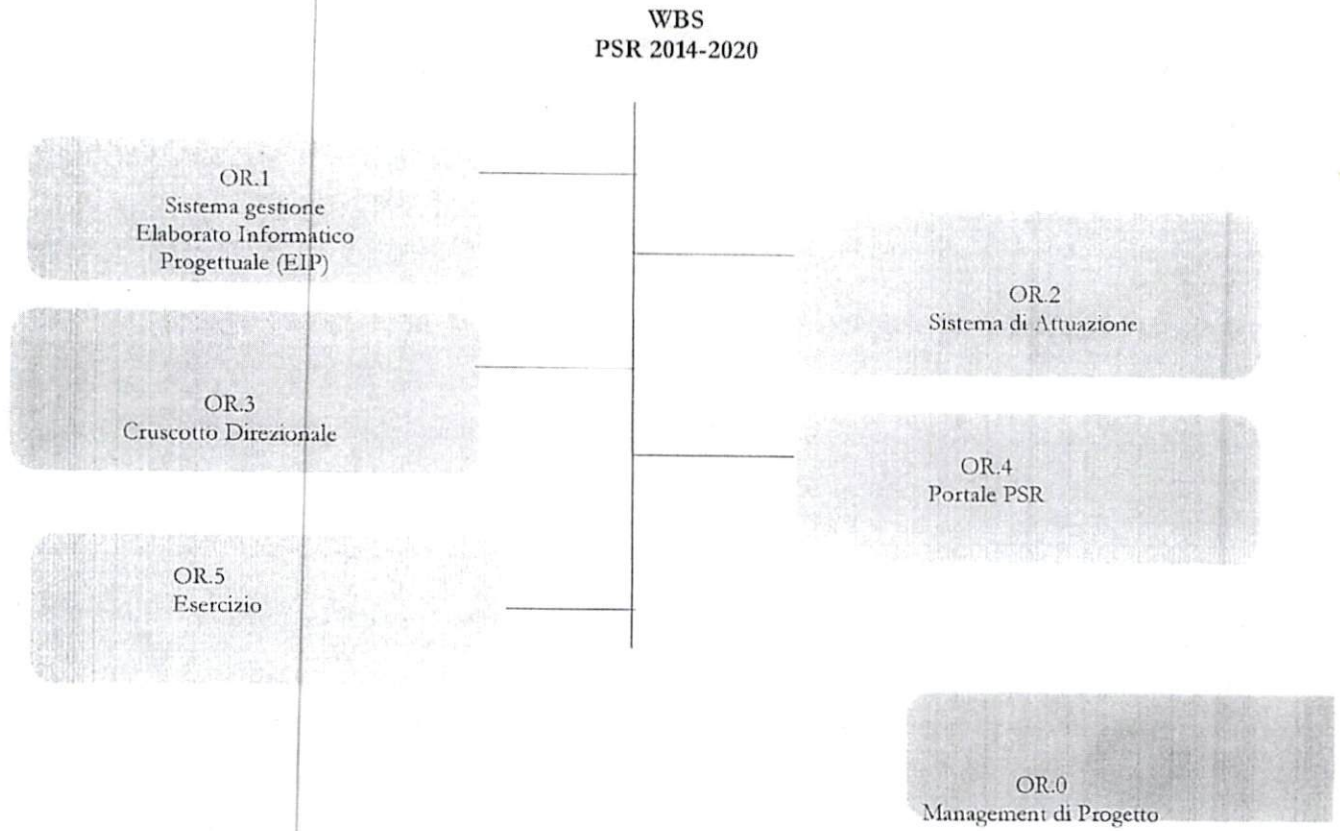 WBS
PSR 2014-2020
OR.1
Sistema gestione
Elaborato Informatico
Progettuale (EIP)
OR.2
Sistema di Attuazione
OR.3
Cruscotto Direzionale
OR.4
Portale PSR
OR.5
Esercizio
OR.0
Management di Progetto